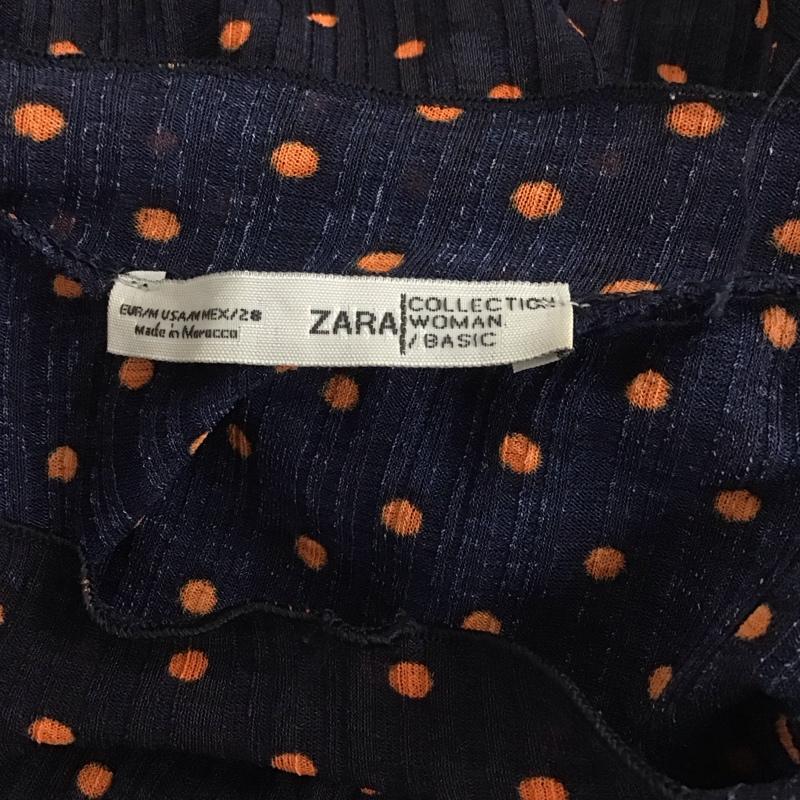 EUR/M USA/M MEX/28
Made in Morocco
ZARA
COLLECTION
WOMAN
/BASIC